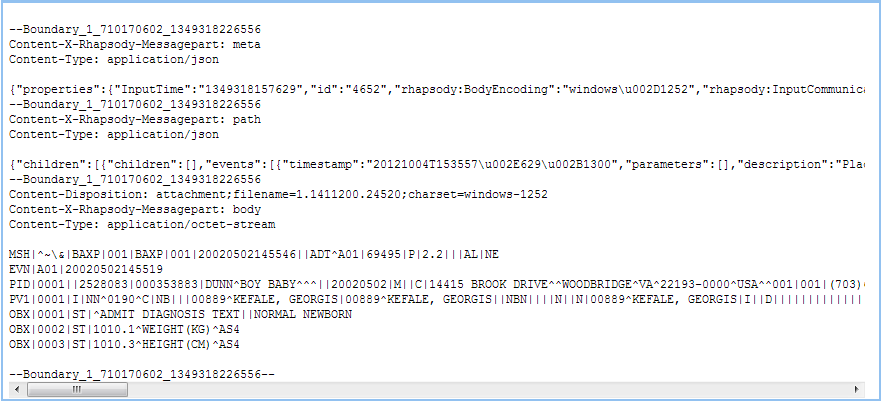 --Boundary_1_710170602_1349318226556
Content-X-Rhapsody-Messagepart: meta
Content-Type: application/json
{"properties":{"InputTime":"1349318157629","id":"4652","rhapsody:BodyEncoding":"windows\u002D1252","rhapsody:InputCommunica
--Boundary_1_710170602_1349318226556
Content-X-Rhapsody-Messagepart: path
Content-Type: application/json
{"children":[{"children":[],"events":[{"timestamp":"20121004T153557\u002E629\u002B1300","parameters":[],"description":"Plac
--Boundary_1_710170602_1349318226556
Content-Disposition: attachment;filename=1.1411200.24520;charset=windows-1252
Content-X-Rhapsody-Messagepart: body
Content-Type: application/octet-stream
MSH|^~\&|BAXP|001|BAXP|001|20020502145546||ADT^A01|69495|P|2.2|||AL|NE
EVN|A01|20020502145519
PID|0001||2528083|000353883|DUNN^BOY BABY^^^||20020502|M||C|14415 BROOK DRIVE^^WOODBRIDGE^VA^22193-0000^USA^^001|001|(703)
PV1|0001|I|NN^0190^C|NB|||00889^KEFALE, GEORGIS|00889^KEFALE, GEORGIS||NBN||||N||N|00889^KEFALE, GEORGIS|I||D||||||||||||||
OBX|0001|ST|^ADMIT DIAGNOSIS TEXT||NORMAL NEWBORN
OBX|0002|ST|1010.1^WEIGHT(KG)^AS4
OBX|0003|ST|1010.3^HEIGHT(CM)^AS4
--Boundary_1_710170602_1349318226556--